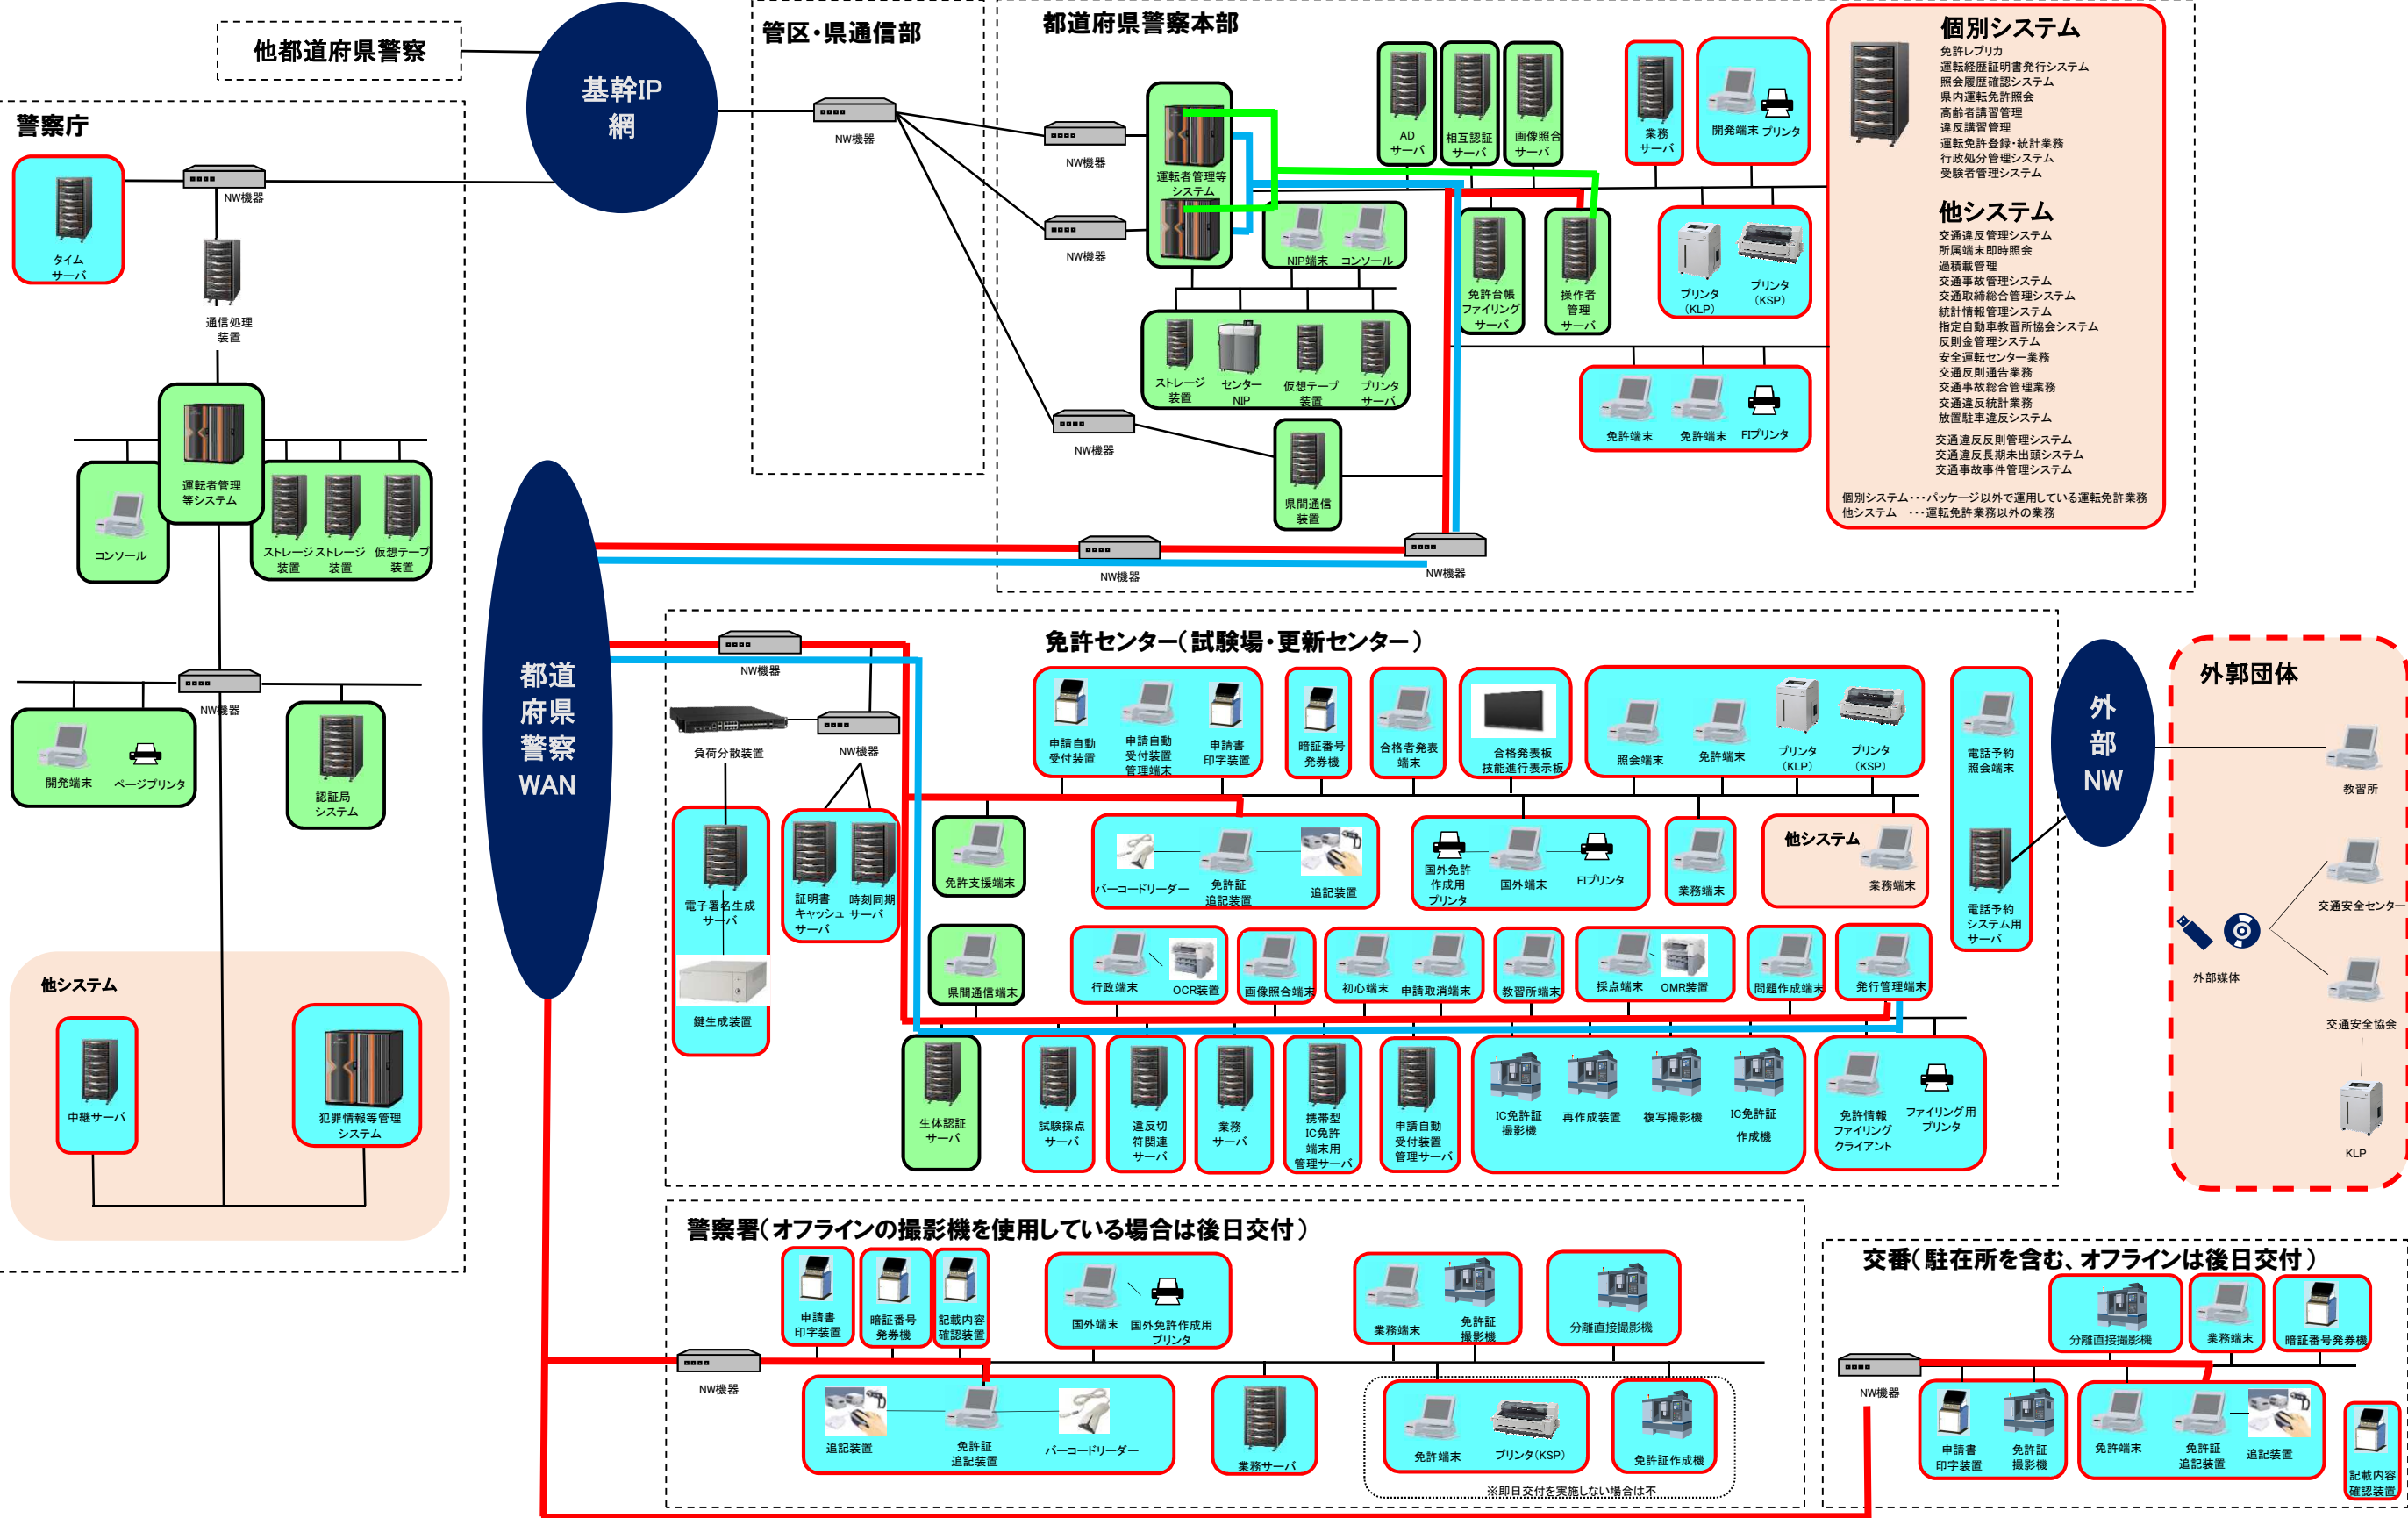 他都道府県警察
基幹IP
網
管区・県通信部
NW機器
警察庁
タイム
サーバ
NW機器
通信処理
装置
運転者管理
等システム
コンソール
ストレージ
装置
ストレージ
装置
仮想テープ
装置
NW機器
開発端末
ページプリンタ
認証局
システム
他システム
中継サーバ
犯罪情報等管理
システム
都道府県警察本部
NW機器
NW機器
NW機器
運転者管理等
システム
NIP端末
コンソール
ストレージ
装置
センター
NIP
仮想テープ
装置
プリンタ
サーバ
県間通信
装置
AD
サーバ
相互認証
サーバ
画像照合
サーバ
業務
サーバ
開発端末
プリンタ
免許台帳
ファイリング
サーバ
操作者
管理
サーバ
プリンタ
(KLP)
プリンタ
(KSP)
免許端末
免許端末
FIプリンタ
NW機器
NW機器
個別システム
免許レプリカ
運転経歴証明書発行システム
照会履歴確認システム
県内運転免許照会
高齢者講習管理
違反講習管理
運転免許登録・統計業務
行政処分管理システム
受験者管理システム
他システム
交通違反管理システム
所属端末即時照会
過積載管理
交通事故管理システム
交通取締総合管理システム
統計情報管理システム
指定自動車教習所協会システム
反則金管理システム
安全運転センター業務
交通反則通告業務
交通事故総合管理業務
交通違反統計業務
放置駐車違反システム
交通違反反則管理システム
交通違反長期未出頭システム
交通事故事件管理システム
個別システム・・・パッケージ以外で運用している運転免許業務
他システム ・・・運転免許業務以外の業務
都道
府県
警察
WAN
免許センター(試験場・更新センター)
NW機器
負荷分散装置
NW機器
電子署名生成
サーバ
鍵生成装置
証明書
キャッシュ
サーバ
時刻同期
サーバ
申請自動
受付装置
申請自動
受付装置
管理端末
申請書
印字装置
暗証番号
発券機
合格者発表
端末
合格発表板
技能進行表示板
照会端末
免許端末
プリンタ
(KLP)
プリンタ
(KSP)
電話予約
照会端末
電話予約
システム用
サーバ
免許支援端末
バーコードリーダー
免許証
追記装置
追記装置
国外免許
作成用
プリンタ
国外端末
FIプリンタ
業務端末
他システム
業務端末
県間通信端末
行政端末
OCR装置
画像照合端末
初心端末
申請取消端末
教習所端末
採点端末
OMR装置
問題作成端末
発行管理端末
生体認証
サーバ
試験採点
サーバ
違反切
符関連
サーバ
業務
サーバ
携帯型
IC免許
端末用
管理サーバ
申請自動
受付装置
管理サーバ
IC免許証
撮影機
再作成装置
複写撮影機
IC免許証
作成機
免許情報
ファイリング
クライアント
ファイリング用
プリンタ
外
部
NW
外郭団体
教習所
交通安全センター
外部媒体
交通安全協会
KLP
警察署(オフラインの撮影機を使用している場合は後日交付)
NW機器
申請書
印字装置
暗証番号
発券機
記載内容
確認装置
国外端末
国外免許作成用
プリンタ
業務端末
免許証
撮影機
分離直接撮影機
追記装置
免許証
追記装置
バーコードリーダー
業務サーバ
免許端末
プリンタ(KSP)
免許証作成機
※即日交付を実施しない場合は不
交番(駐在所を含む、オフラインは後日交付)
NW機器
分離直接撮影機
業務端末
暗証番号発券機
申請書
印字装置
免許証
撮影機
免許端末
免許証
追記装置
追記装置
記載内容
確認装置